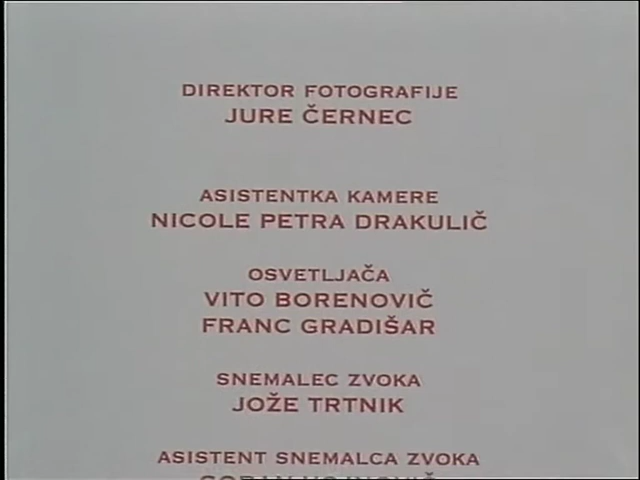 DIREKTOR FOTOGRAFIJE
JURE ČERNEC
ASISTENTKA KAMERE
NICOLE PETRA DRAKULIČ
OSVETLJAČA
VITO BORENOVIČ
FRANC GRADIŠAR
SNEMALEC ZVOKA
JOŽE TRTNIK
ASISTENT SNEMALCA ZVOKA